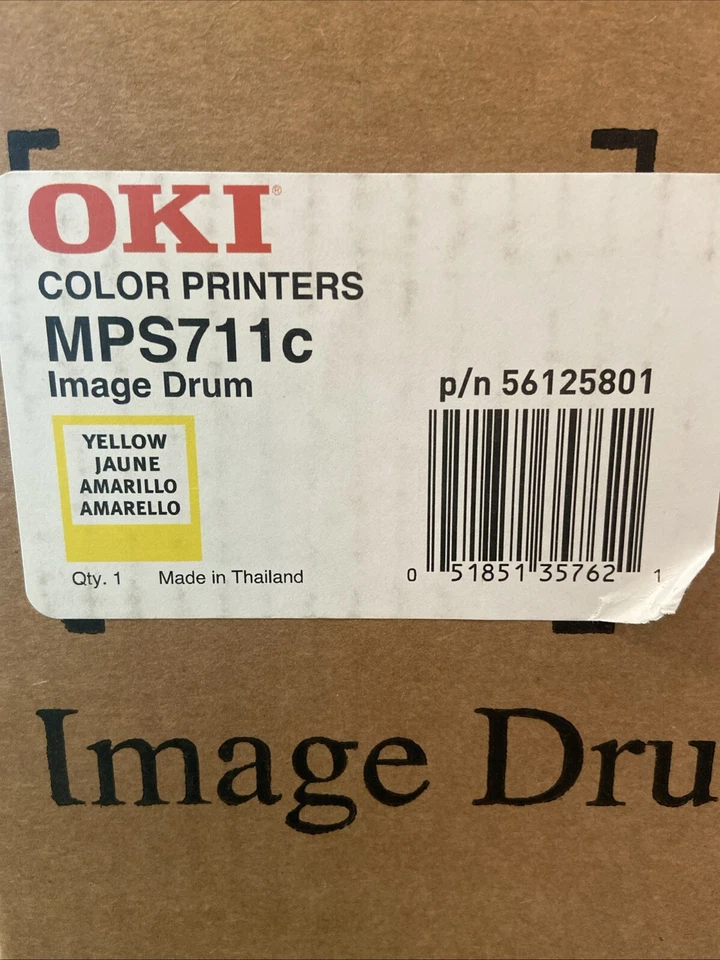 OKI®
COLOR PRINTERS
MPS711c
Image Drum
p/n 56125801
YELLOW
JAUNE
AMARILLO
AMARELLO
Qty. 1 Made in Thailand
0 51851 35762 1
Image Dru